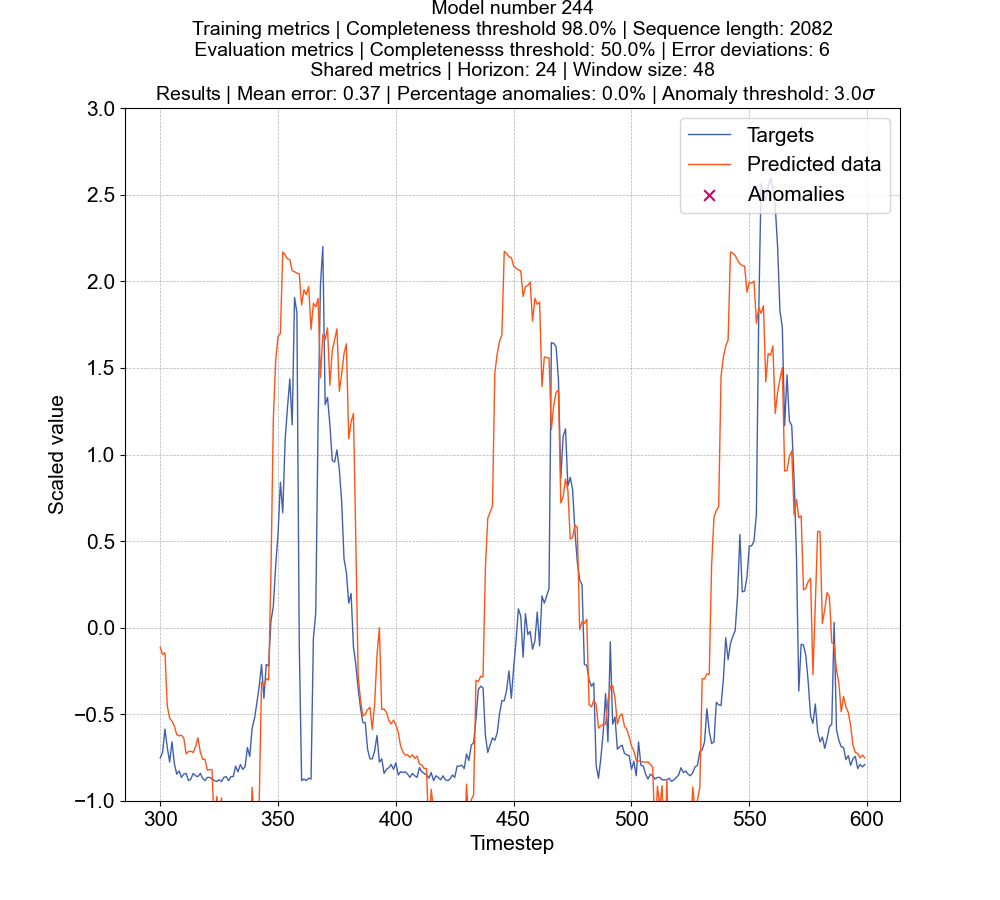 Model number 244
Training metrics | Completeness threshold 98.0% | Sequence length: 2082
Evaluation metrics | Completenesss threshold: 50.0% | Error deviations: 6
Shared metrics | Horizon: 24 | Window size: 48
Results | Mean error: 0.37 | Percentage anomalies: 0.0% | Anomaly threshold: 3.0σ
Targets
Predicted data
Anomalies
3.0
2.5
2.0
1.5
1.0
0.5
0.0
−0.5
−1.0
Scaled value
300
350
400
450
500
550
600
Timestep